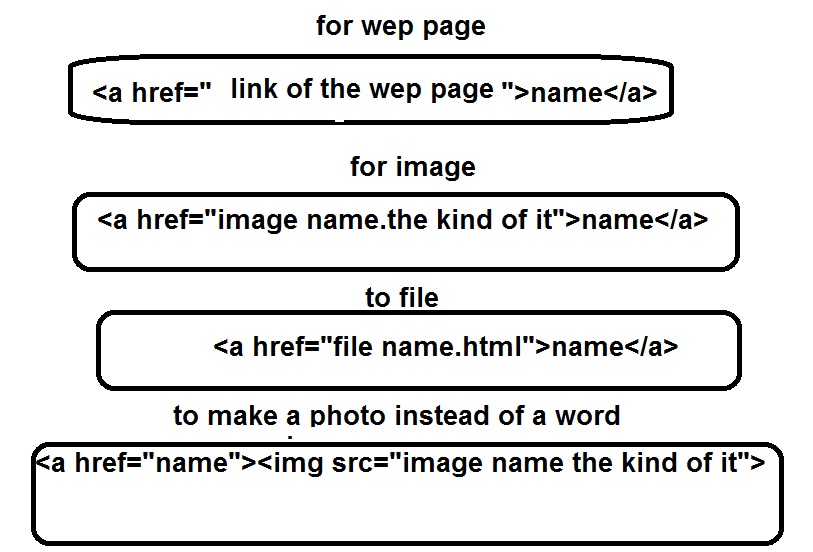 for wep page
<a href=" link of the wep page ">name</a>
for image
<a href="image name.the kind of it">name</a>
to file
<a href="file name.html">name</a>
to make a photo instead of a word
<a href="name"><img src="image name the kind of it">